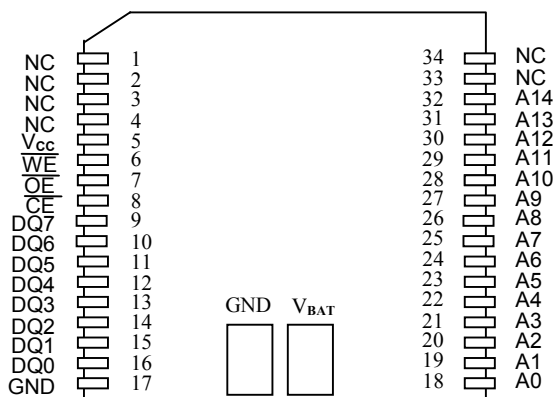 NC 1 34 NC
NC 2 33 NC
NC 3 32 A14
NC 4 31 A13
Vcc 5 30 A12
WE 6 29 A11
OE 7 28 A10
CE 8 27 A9
DQ7 9 26 A8
DQ6 10 25 A7
DQ5 11 24 A6
DQ4 12 23 A5
DQ3 13 22 A4
DQ2 14 21 A3
DQ1 15 20 A2
DQ0 16 19 A1
GND 17 18 A0
GND VBAT